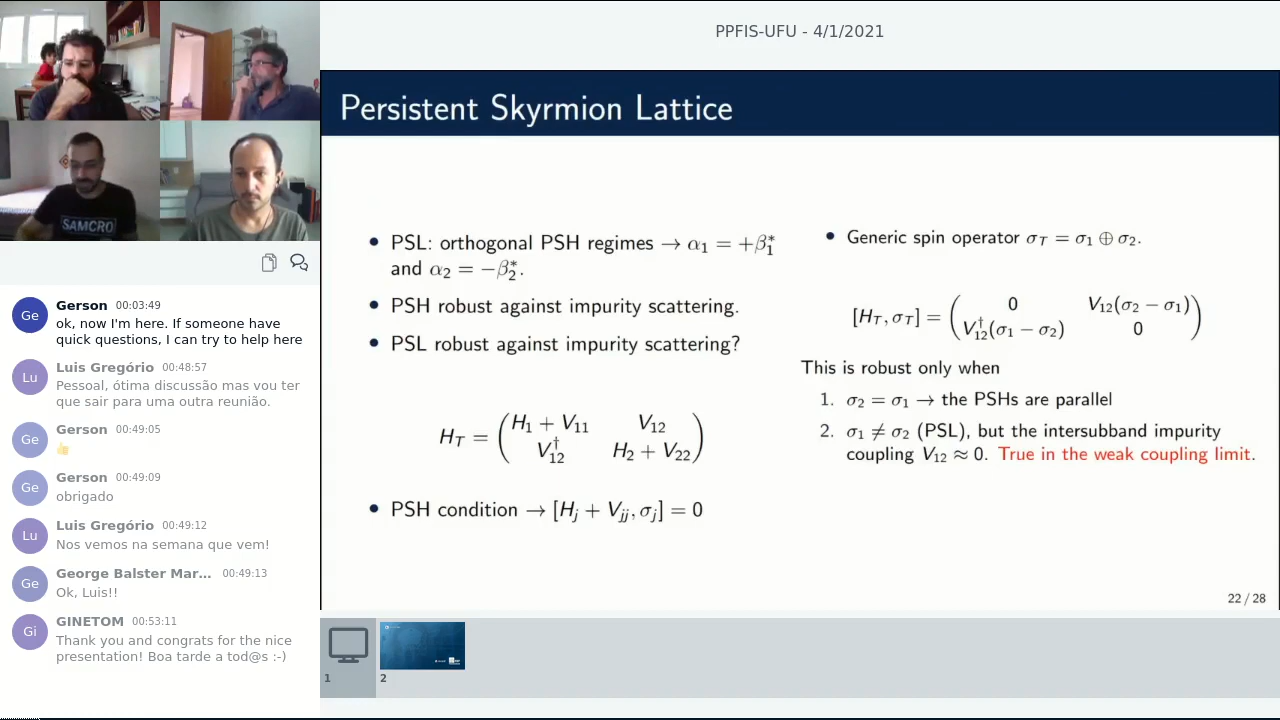 PPFIS-UFU - 4/1/2021
Persistent Skyrmion Lattice
• PSL: orthogonal PSH regimes → α₁ = +β₁*
and α₂ = −β₂*.
• PSH robust against impurity scattering.
• PSL robust against impurity scattering?
H_T = (H₁ + V₁₁ V₁₂
V₁₂† H₂ + V₂₂)
• PSH condition → [H_j + V_jj, σ_j] = 0
• Generic spin operator σ_T = σ₁ ⊕ σ₂.
[H_T, σ_T] = (0 V₁₂(σ₂ − σ₁)
V₁₂†(σ₁ − σ₂) 0)
This is robust only when
1. σ₂ = σ₁ → the PSHs are parallel
2. σ₁ ≠ σ₂ (PSL), but the intersubband impurity
coupling V₁₂ ≈ 0. True in the weak coupling limit.
22 / 28
SAMCRO
Ge
Gerson 00:03:49
ok, now I'm here. If someone have
quick questions, I can try to help here
Lu
Luis Gregório 00:48:57
Pessoal, ótima discussão mas vou ter
que sair para uma outra reunião.
Ge
Gerson 00:49:05
👍
Ge
Gerson 00:49:09
obrigado
Lu
Luis Gregório 00:49:12
Nos vemos na semana que vem!
Ge
George Balster Mar... 00:49:13
Ok, Luis!!
Gi
GINETOM 00:53:11
Thank you and congrats for the nice
presentation! Boa tarde a tod@s :-)
1
2